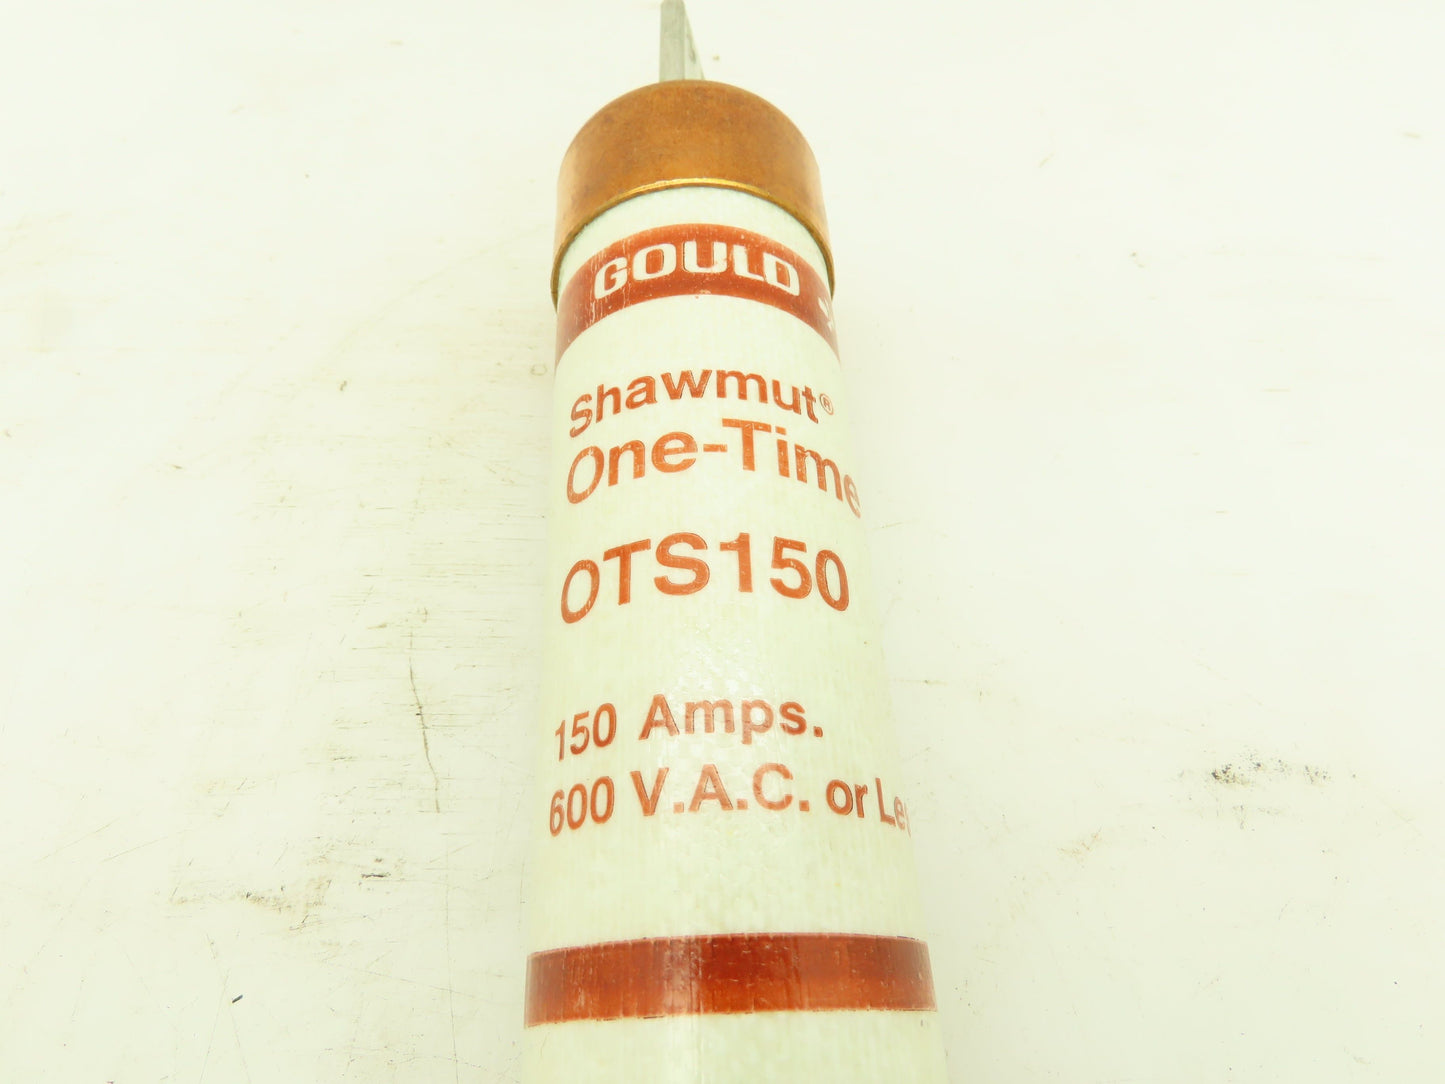 GOULD
Shawmut®
One-Time
OTS150
150 Amps.
600 V.A.C. or